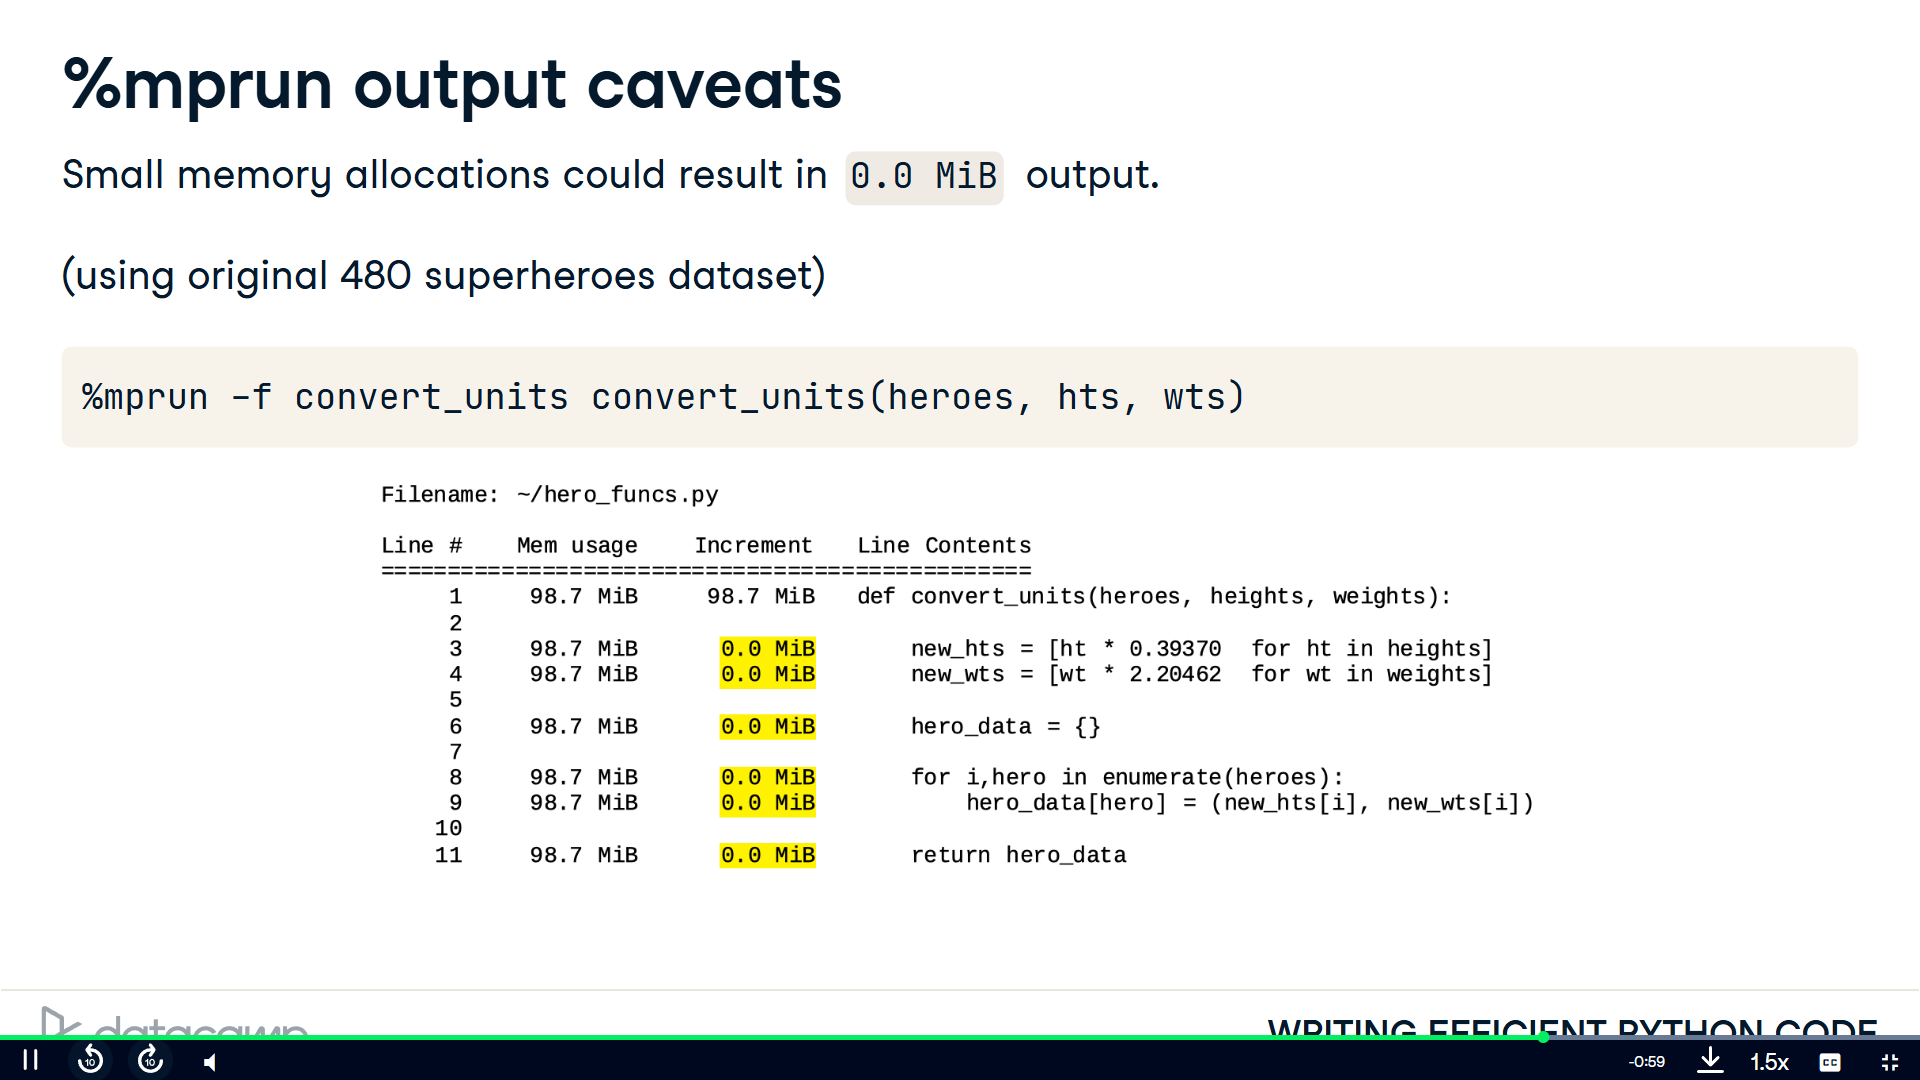 %mprun output caveats
Small memory allocations could result in 0.0 MiB output.
(using original 480 superheroes dataset)
%mprun -f convert_units convert_units(heroes, hts, wts)
Filename: ~/hero_funcs.py
Line #    Mem usage    Increment   Line Contents
================================================
1     98.7 MiB     98.7 MiB   def convert_units(heroes, heights, weights):
2
3     98.7 MiB      0.0 MiB       new_hts = [ht * 0.39370  for ht in heights]
4     98.7 MiB      0.0 MiB       new_wts = [wt * 2.20462  for wt in weights]
5
6     98.7 MiB      0.0 MiB       hero_data = {}
7
8     98.7 MiB      0.0 MiB       for i,hero in enumerate(heroes):
9     98.7 MiB      0.0 MiB           hero_data[hero] = (new_hts[i], new_wts[i])
10
11     98.7 MiB      0.0 MiB       return hero_data
datacamp
WRITING EFFICIENT PYTHON CODE
10
10
-0:59
1.5x
CC